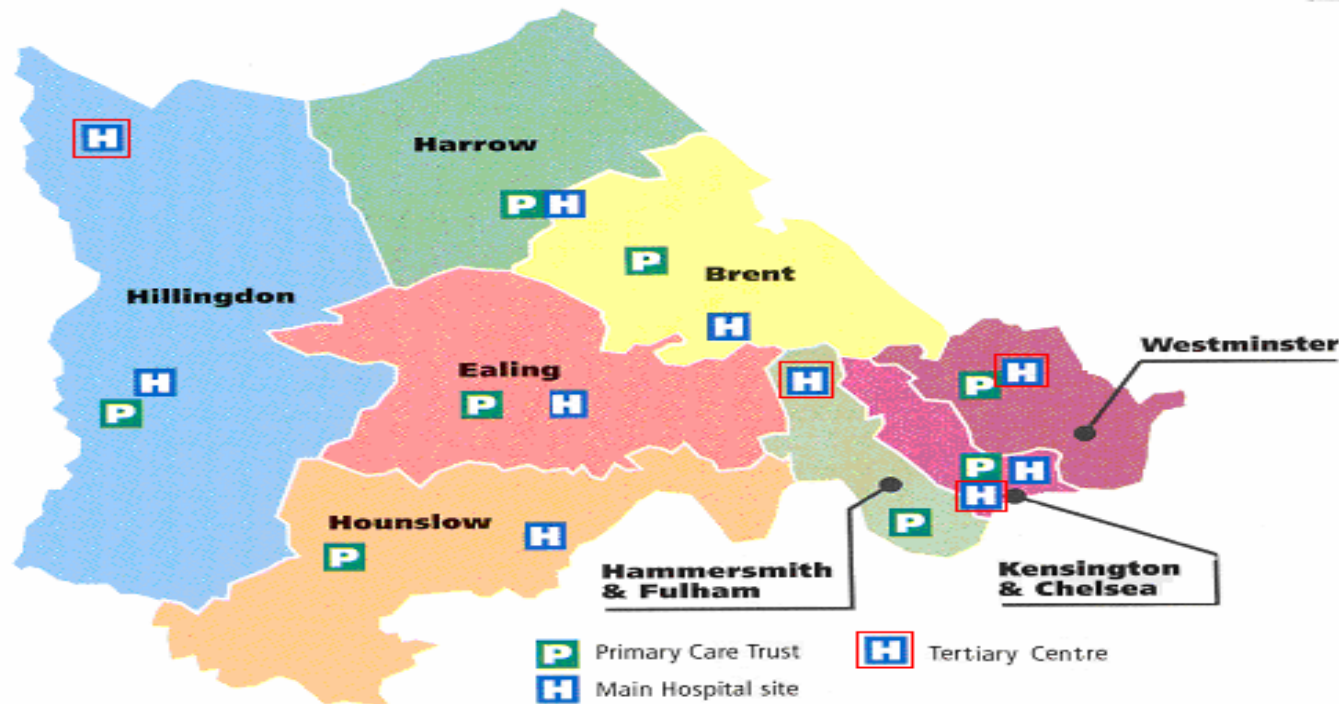 H
Harrow
P H
P
Brent
Hillingdon
H
Westminster
Ealing
H
P H
H
P
H
P
P H
H
Hounslow
P
H
P
Hammersmith
& Fulham
Kensington
& Chelsea
P Primary Care Trust
H Tertiary Centre
H Main Hospital site